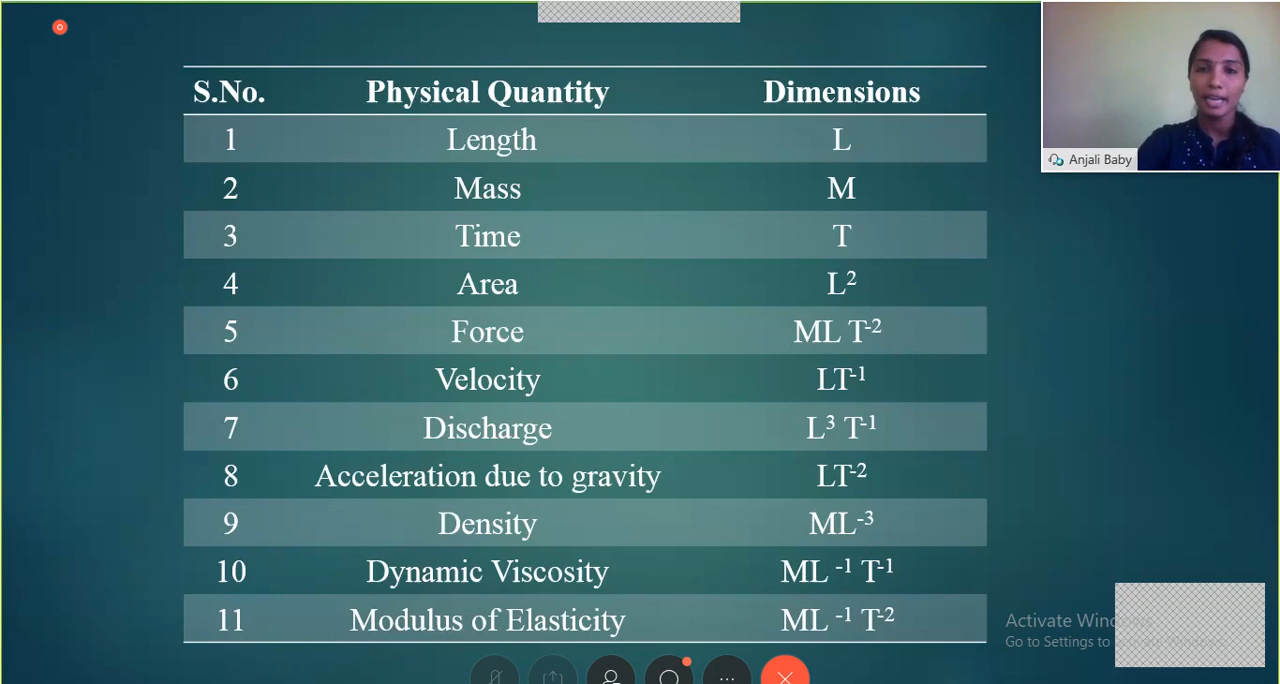 S.No. Physical Quantity Dimensions
1 Length L
2 Mass M
3 Time T
4 Area L²
5 Force ML T⁻²
6 Velocity LT⁻¹
7 Discharge L³ T⁻¹
8 Acceleration due to gravity LT⁻²
9 Density ML⁻³
10 Dynamic Viscosity ML ⁻¹ T⁻¹
11 Modulus of Elasticity ML ⁻¹ T⁻²
Anjali Baby
Activate
Go to Settings to